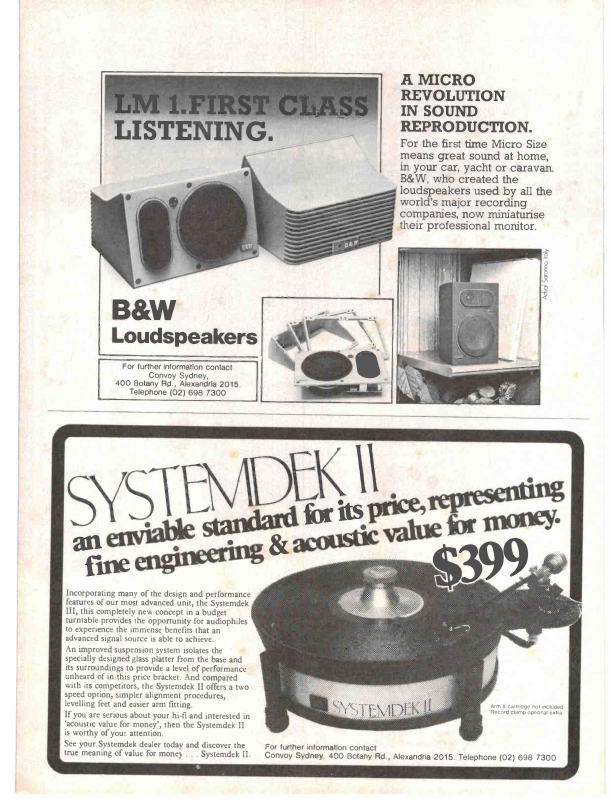 LM 1.FIRST CLASS
LISTENING.
B&W
B&W
B&W
Loudspeakers
For further information contact
Convoy Sydney,
400 Botany Rd., Alexandria 2015.
Telephone (02) 698 7300
A MICRO
REVOLUTION
IN SOUND
REPRODUCTION.
For the first time Micro Size
means great sound at home,
in your car, yacht or caravan.
B&W, who created the
loudspeakers used by all the
world's major recording
companies, now miniaturise
their professional monitor.
SYSTEMDEK II
an enviable standard for its price, representing
fine engineering & acoustic value for money.
$399
Incorporating many of the design and performance
features of our most advanced unit, the Systemdek
III, this completely new concept in a budget
turntable provides the opportunity for audiophiles
to experience the immense benefits that an
advanced signal source is able to achieve.
An improved suspension system isolates the
specially designed glass platter from the base and
its surroundings to provide a level of performance
unheard of in this price bracket. And compared
with its competitors, the Systemdek II offers a two
speed option, simpler alignment procedures,
levelling feet and easier arm fitting.
If you are serious about your hi-fi and interested in
'acoustic value for money', then the Systemdek II
is worthy of your attention.
See your Systemdek dealer today and discover the
true meaning of value for money . . . Systemdek II.
SYSTEMDEK II
Arm & cartridge not included
Record clamp optional extra.
For further information contact
Convoy Sydney, 400 Botany Rd., Alexandria 2015. Telephone (02) 698 7300